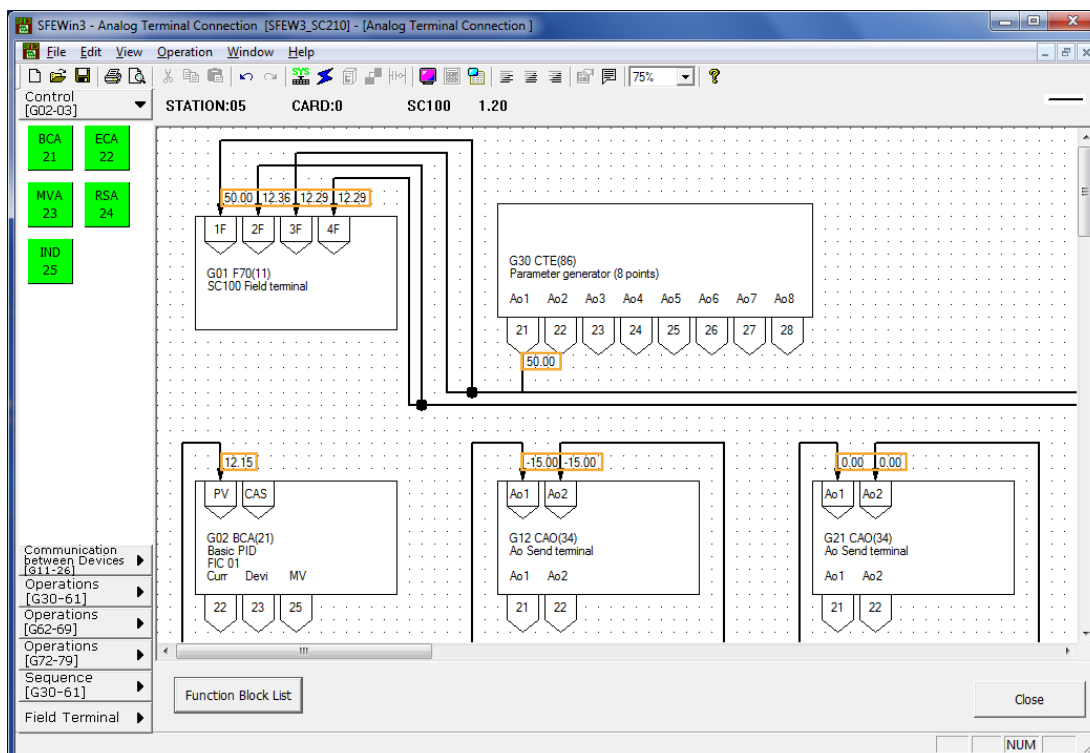 SFEWin3 - Analog Terminal Connection [SFEW3_SC210] - [Analog Terminal Connection ]
File Edit View Operation Window Help
75%
Control
[G02-03]
STATION:05 CARD:0 SC100 1.20
BCA
21
ECA
22
MVA
23
RSA
24
IND
25
50.00 12.36 12.29 12.29
1F 2F 3F 4F
G01 F70(11)
SC100 Field terminal
G30 CTE(86)
Parameter generator (8 points)
Ao1 Ao2 Ao3 Ao4 Ao5 Ao6 Ao7 Ao8
21 22 23 24 25 26 27 28
50.00
12.15
PV CAS
G02 BCA(21)
Basic PID
FIC 01
Curr Devi MV
22 23 25
-15.00 -15.00
Ao1 Ao2
G12 CAO(34)
Ao Send terminal
Ao1 Ao2
21 22
0.00 0.00
Ao1 Ao2
G21 CAO(34)
Ao Send terminal
Ao1 Ao2
21 22
Communication
between Devices
[G11-26]
Operations
[G30-61]
Operations
[G62-69]
Operations
[G72-79]
Sequence
[G30-61]
Field Terminal
Function Block List
Close
NUM